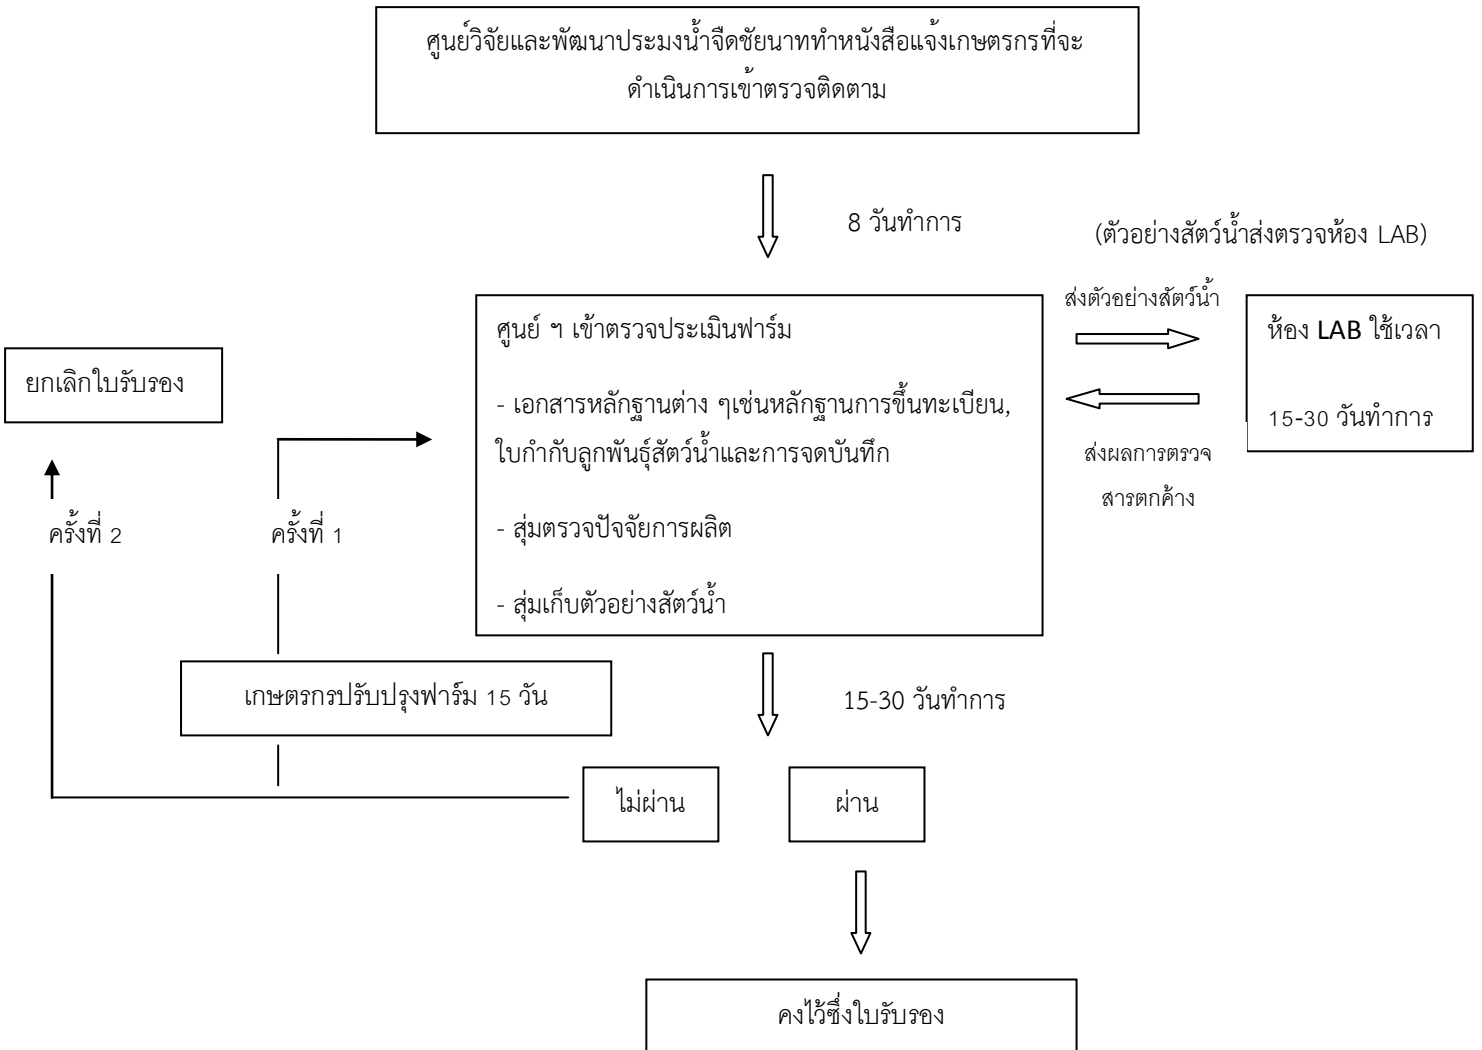 ศูนย์วิจัยและพัฒนาประมงน้ำจืดชัยนาททำหนังสือแจ้งเกษตรกรที่จะ
ดำเนินการเข้าตรวจติดตาม
8 วันทำการ
(ตัวอย่างสัตว์น้ำส่งตรวจห้อง LAB)
ศูนย์ ฯ เข้าตรวจประเมินฟาร์ม
- เอกสารหลักฐานต่าง ๆเช่นหลักฐานการขึ้นทะเบียน,
ใบกำกับลูกพันธุ์สัตว์น้ำและการจดบันทึก
- สุ่มตรวจปัจจัยการผลิต
- สุ่มเก็บตัวอย่างสัตว์น้ำ
ส่งตัวอย่างสัตว์น้ำ
ส่งผลการตรวจ
สารตกค้าง
ห้อง LAB ใช้เวลา
15-30 วันทำการ
ยกเลิกใบรับรอง
ครั้งที่ 2
ครั้งที่ 1
เกษตรกรปรับปรุงฟาร์ม 15 วัน
15-30 วันทำการ
ไม่ผ่าน
ผ่าน
คงไว้ซึ่งใบรับรอง